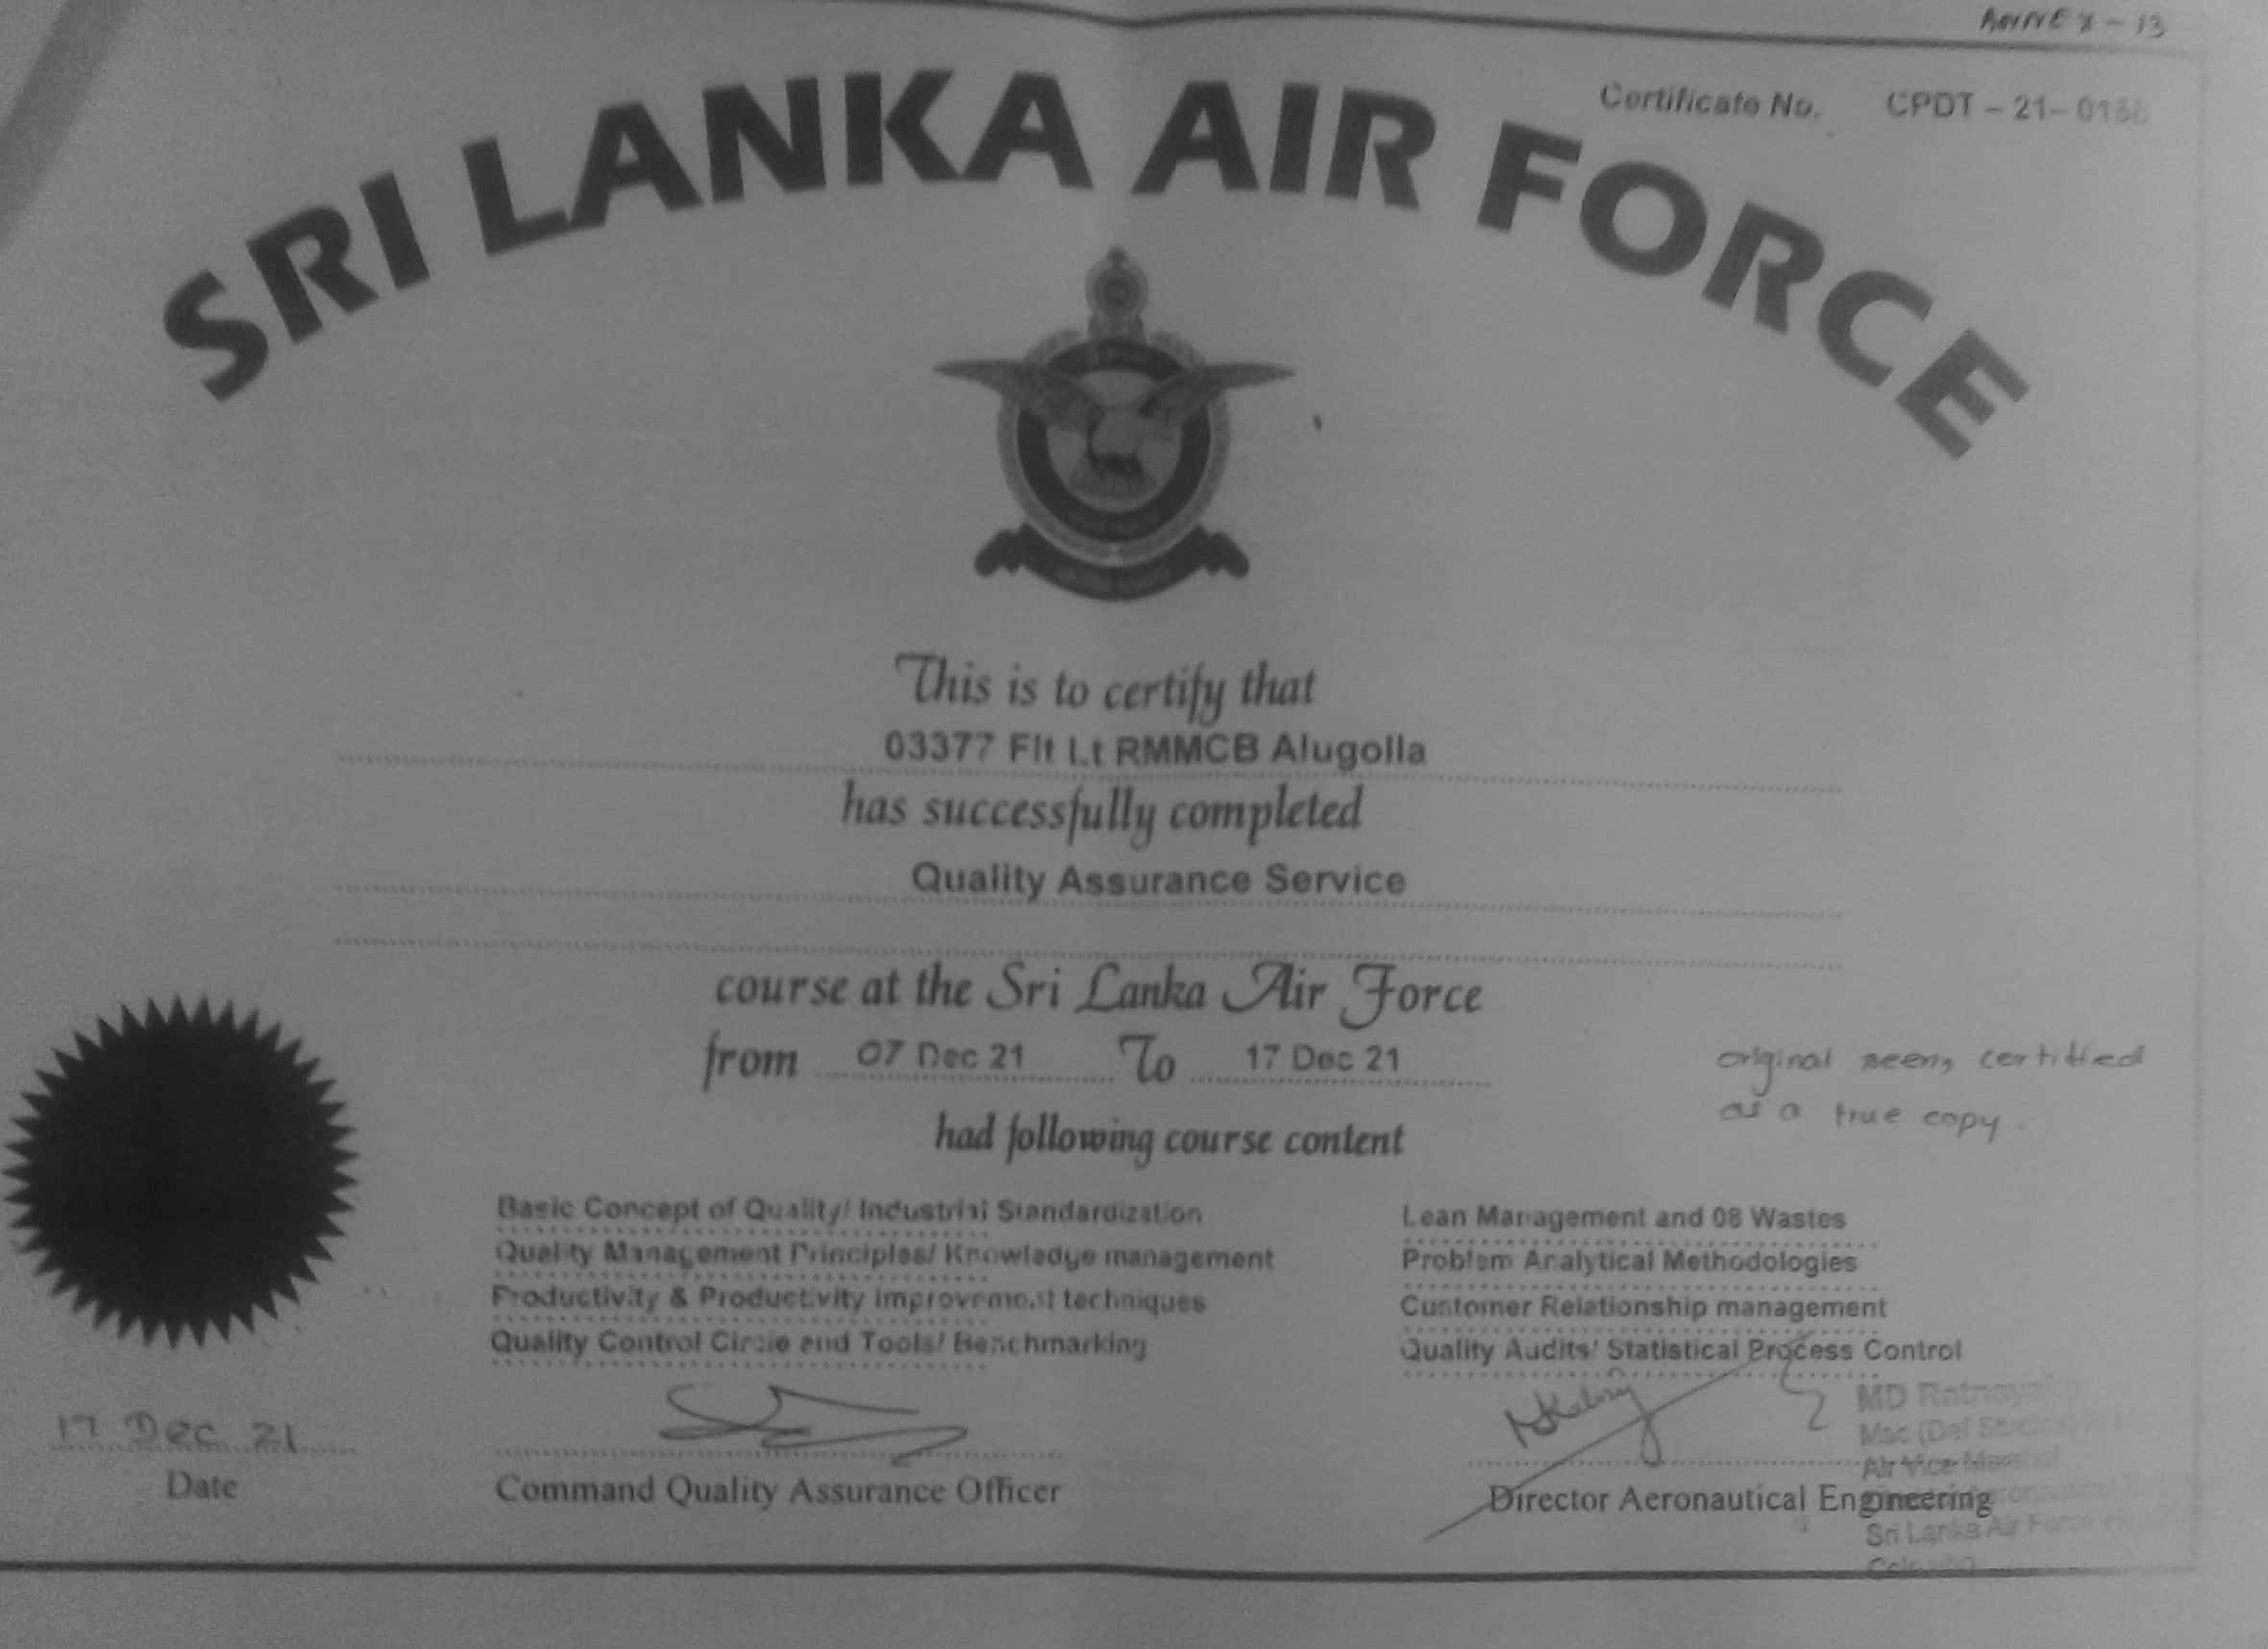 ANNEX - 13
Certificate No. CPDT - 21-
SRI LANKA AIR FORCE
This is to certify that
03377 Flt Lt RMMCB Alugolla
has successfully completed
Quality Assurance Service
course at the Sri Lanka Air Force
from 07 Dec 21 To 17 Dec 21
had following course content
original seen, certified
as a true copy.
Basic Concept of Quality/ Industrial Standardization
Quality Management Principles/ Knowledge management
Productivity & Productivity improvement techniques
Quality Control Circle and Tools/ Benchmarking
Lean Management and 08 Wastes
Problem Analytical Methodologies
Customer Relationship management
Quality Audits/ Statistical Process Control
17 Dec 21
Date
Command Quality Assurance Officer
Director Aeronautical Engineering
MD
Msc (Def
Air Vice
Sri Lanka Air Force